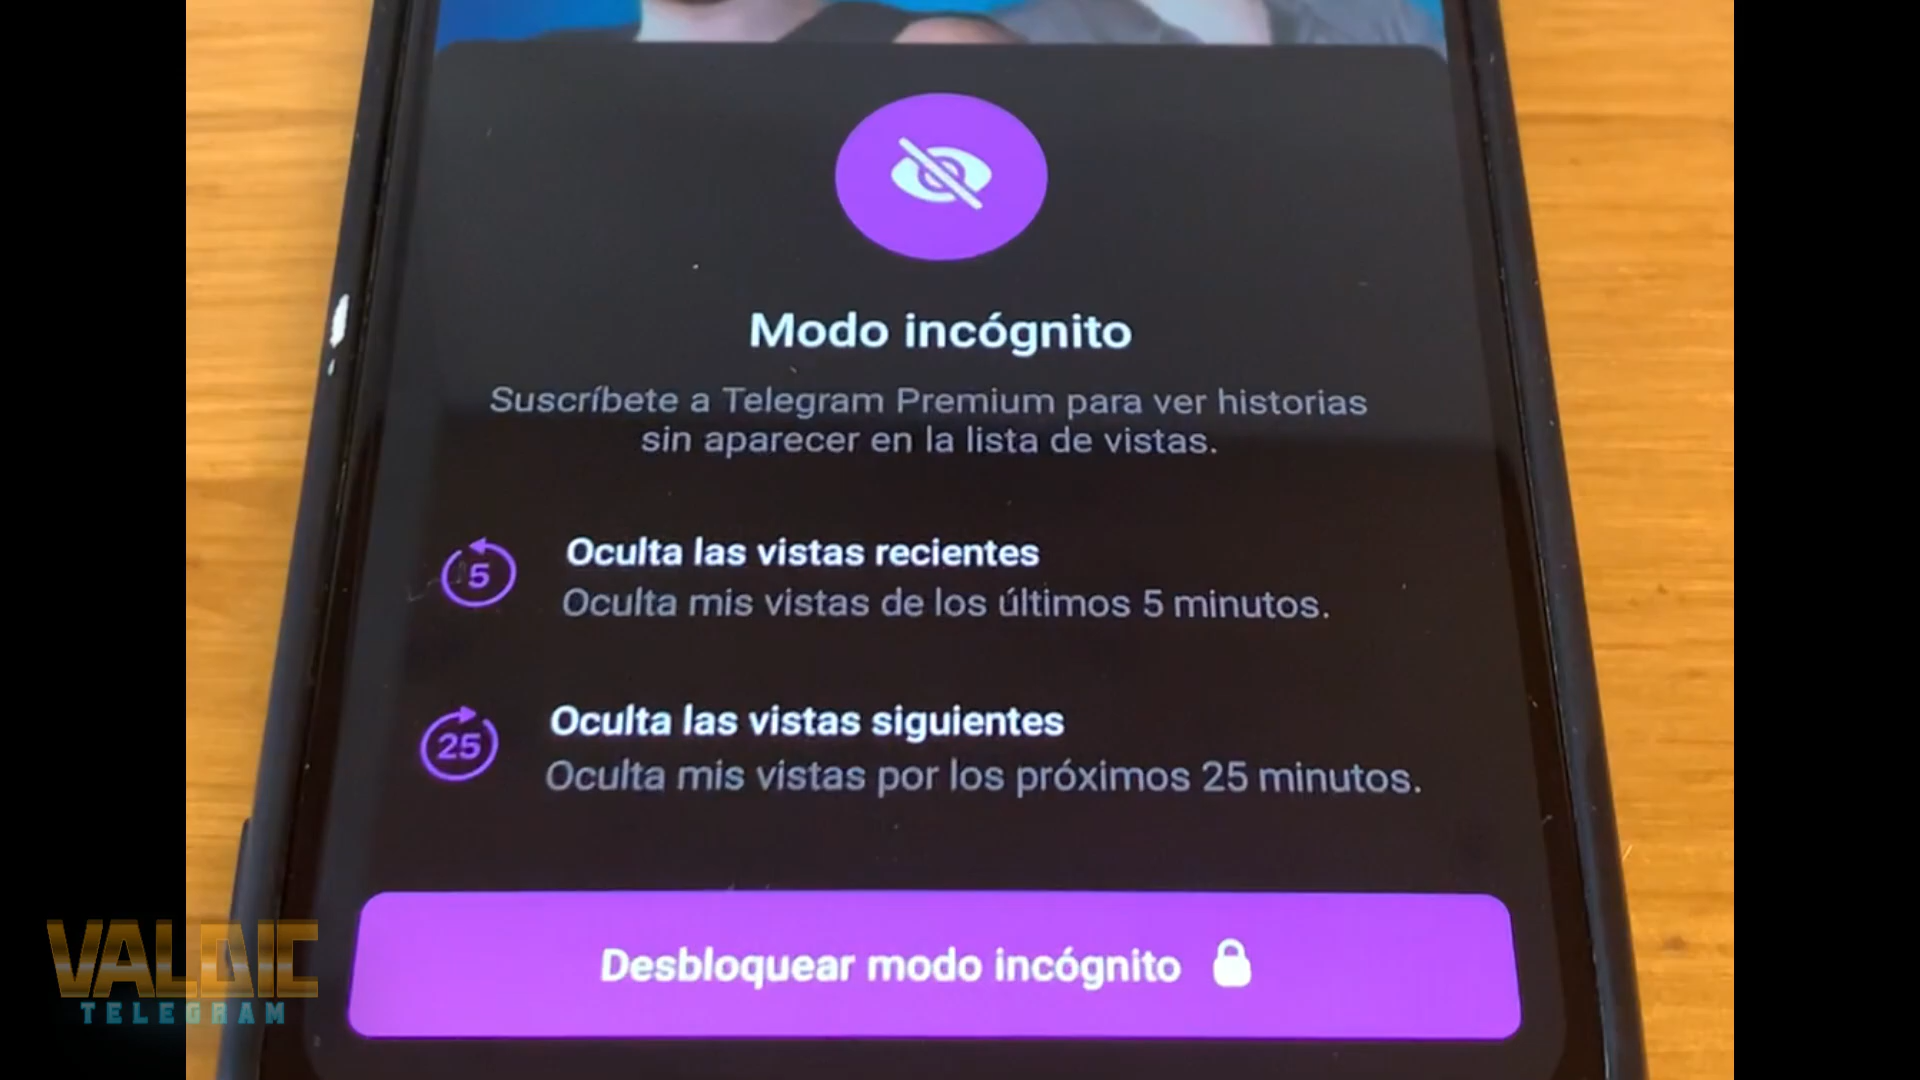 Modo incógnito
Suscríbete a Telegram Premium para ver historias
sin aparecer en la lista de vistas.
5
Oculta las vistas recientes
Oculta mis vistas de los últimos 5 minutos.
25
Oculta las vistas siguientes
Oculta mis vistas por los próximos 25 minutos.
Desbloquear modo incógnito
VALDIC
TELEGRAM